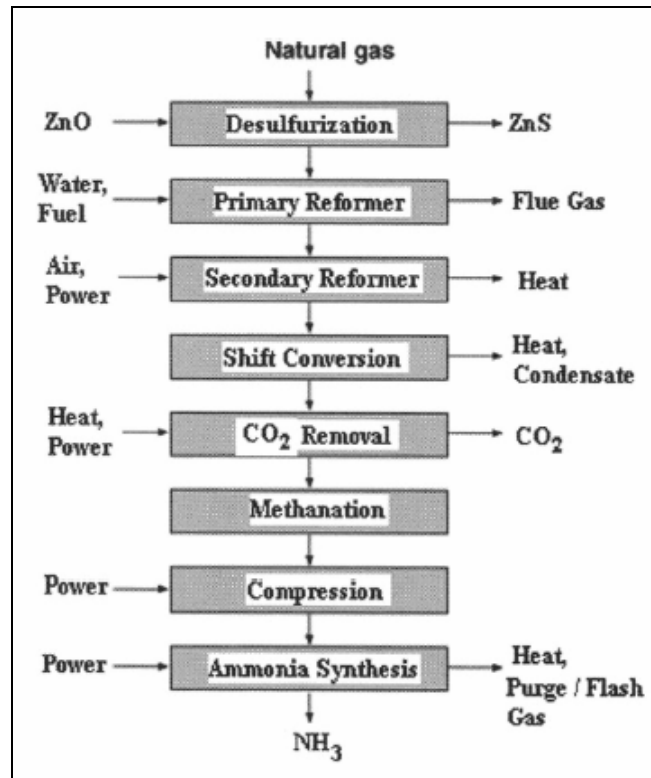 Natural gas
ZnO
Desulfurization
ZnS
Water,
Fuel
Primary Reformer
Flue Gas
Air,
Power
Secondary Reformer
Heat
Shift Conversion
Heat,
Condensate
Heat,
Power
CO₂ Removal
CO₂
Methanation
Power
Compression
Power
Ammonia Synthesis
Heat,
Purge / Flash
Gas
NH₃